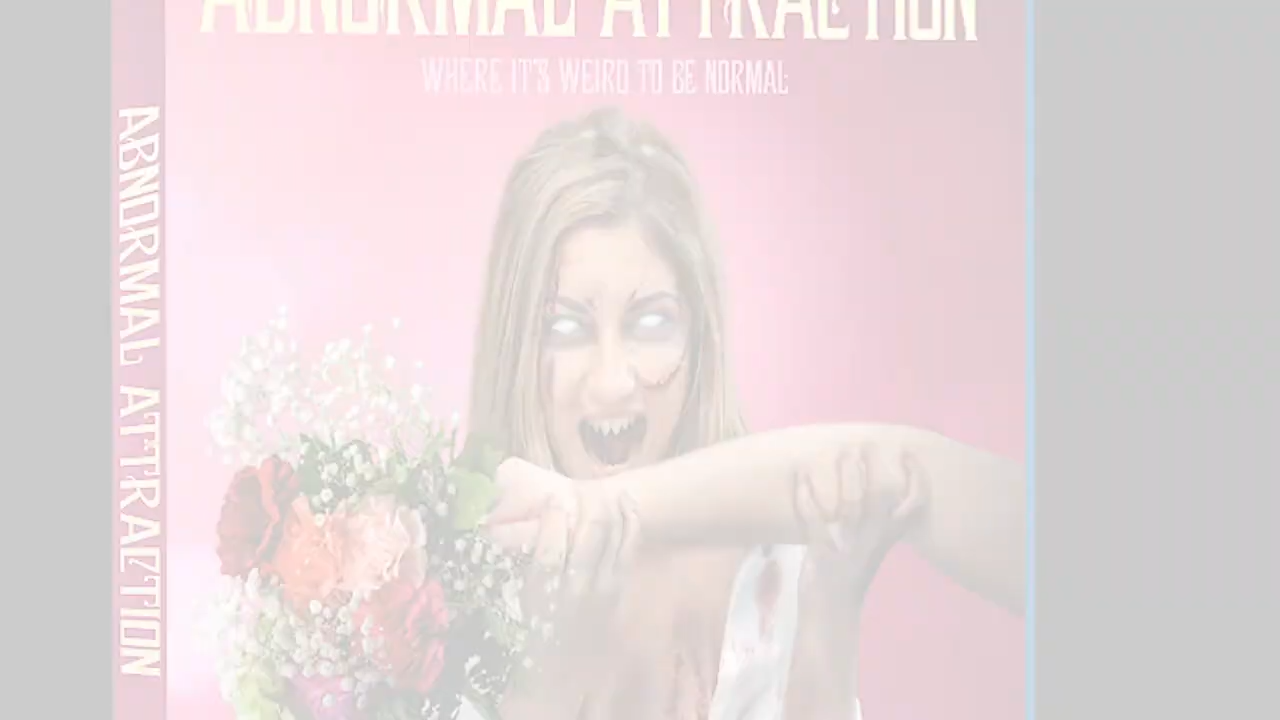 ABNORMAL ATTRACTION
WHERE IT'S WEIRD TO BE NORMAL
ABNORMAL ATTRACTION